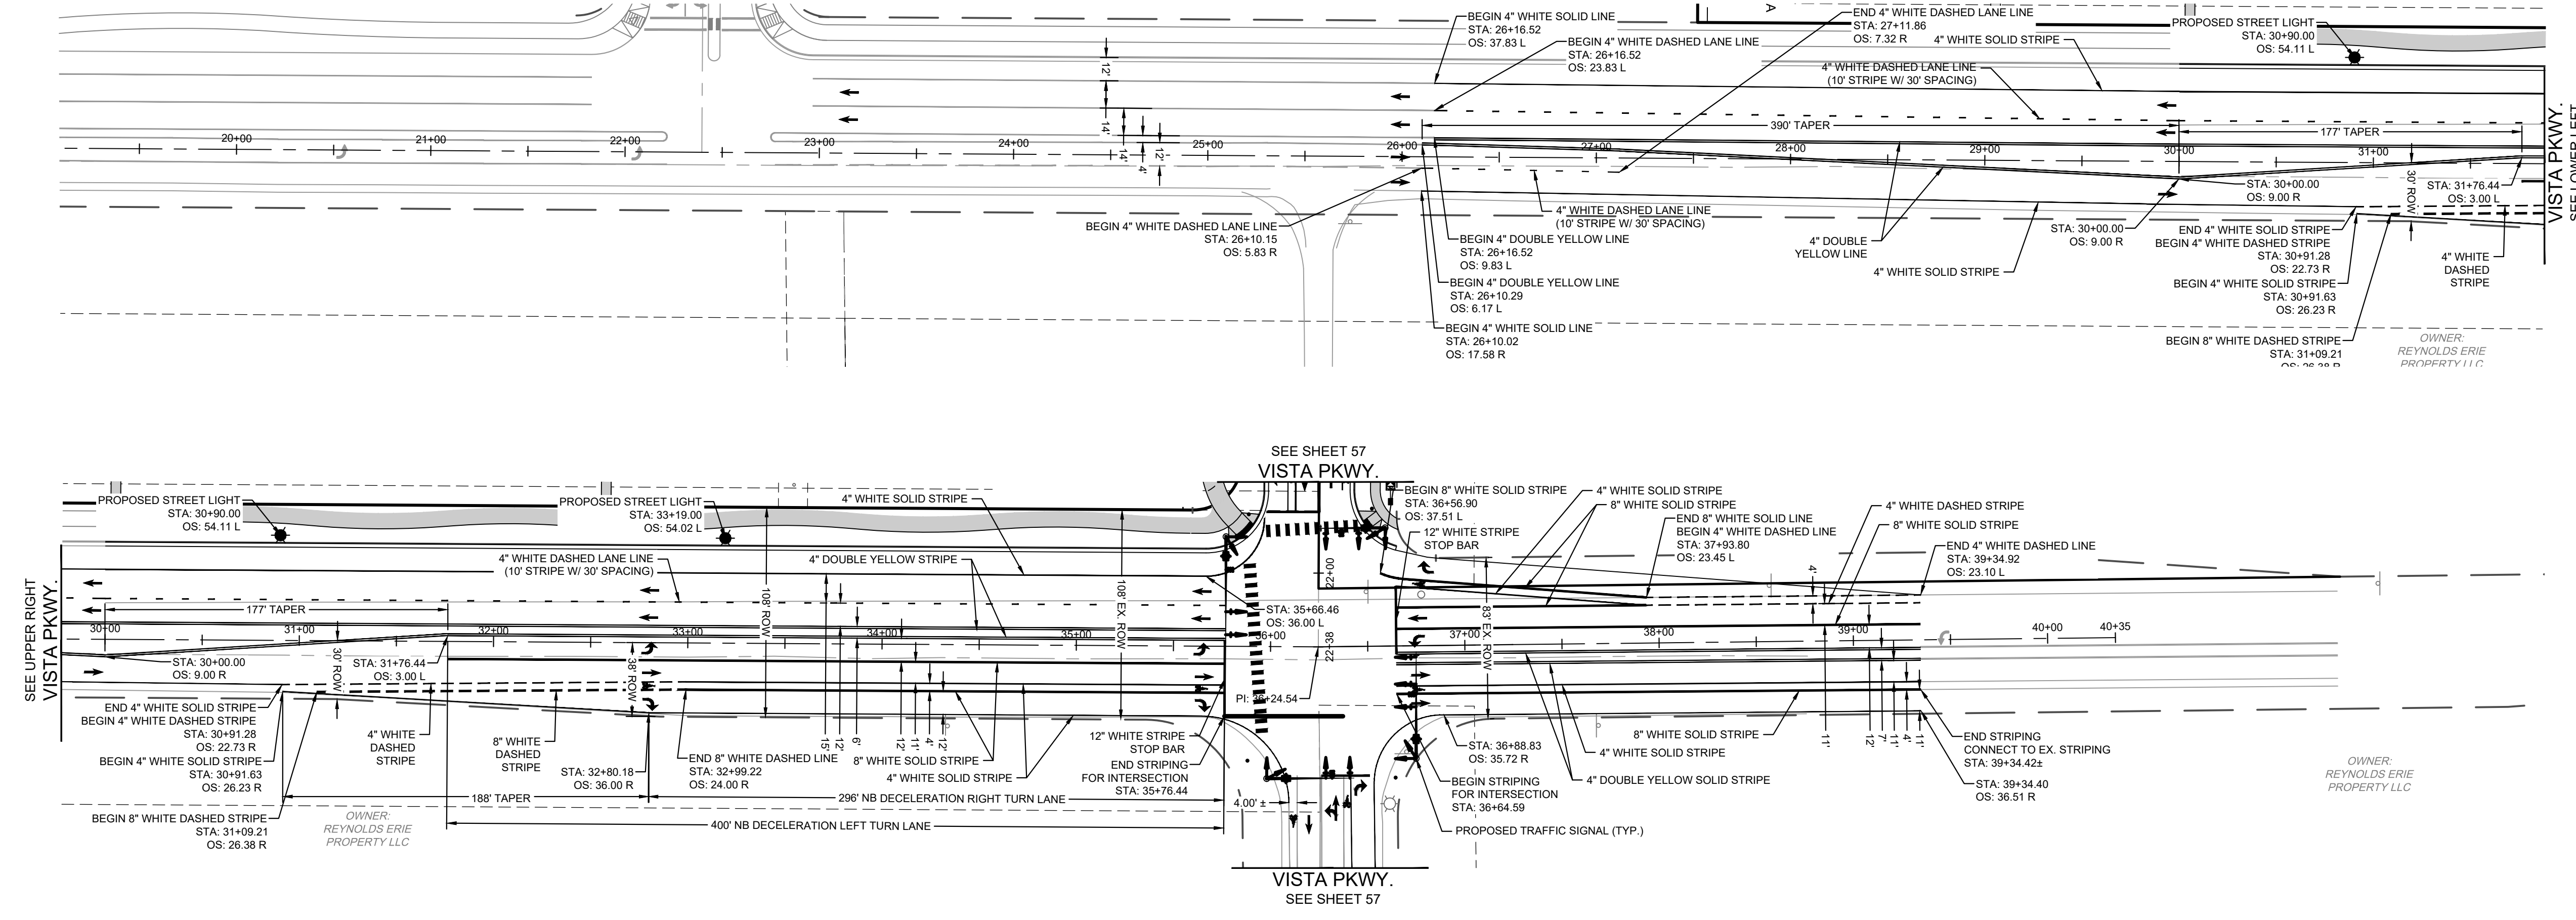 BEGIN 4" WHITE SOLID LINE
STA: 26+16.52
OS: 37.83 L
BEGIN 4" WHITE DASHED LANE LINE
STA: 26+16.52
OS: 23.83 L
END 4" WHITE DASHED LANE LINE
STA: 27+11.86
OS: 7.32 R
4" WHITE SOLID STRIPE
4" WHITE DASHED LANE LINE
(10' STRIPE W/ 30' SPACING)
A
PROPOSED STREET LIGHT
STA: 30+90.00
OS: 54.11 L
12'
14'
14'
12'
4'
390' TAPER
177' TAPER
20+00
21+00
22+00
23+00
24+00
25+00
26+00
27+00
28+00
29+00
30+00
31+00
BEGIN 4" WHITE DASHED LANE LINE
STA: 26+10.15
OS: 5.83 R
4" WHITE DASHED LANE LINE
(10' STRIPE W/ 30' SPACING)
BEGIN 4" DOUBLE YELLOW LINE
STA: 26+16.52
OS: 9.83 L
BEGIN 4" DOUBLE YELLOW LINE
STA: 26+10.29
OS: 6.17 L
BEGIN 4" WHITE SOLID LINE
STA: 26+10.02
OS: 17.58 R
4" DOUBLE
YELLOW LINE
4" WHITE SOLID STRIPE
STA: 30+00.00
OS: 9.00 R
STA: 30+00.00
OS: 9.00 R
30' ROW
STA: 31+76.44
OS: 3.00 L
END 4" WHITE SOLID STRIPE
BEGIN 4" WHITE DASHED STRIPE
STA: 30+91.28
OS: 22.73 R
BEGIN 4" WHITE SOLID STRIPE
STA: 30+91.63
OS: 26.23 R
BEGIN 8" WHITE DASHED STRIPE
STA: 31+09.21
OS: 26.38 R
4" WHITE
DASHED
STRIPE
OWNER:
REYNOLDS ERIE
PROPERTY LLC
VISTA PKWY.
SEE LOWER LEFT
SEE SHEET 57
VISTA PKWY.
SEE UPPER RIGHT
VISTA PKWY.
PROPOSED STREET LIGHT
STA: 30+90.00
OS: 54.11 L
PROPOSED STREET LIGHT
STA: 33+19.00
OS: 54.02 L
4" WHITE SOLID STRIPE
4" WHITE DASHED LANE LINE
(10' STRIPE W/ 30' SPACING)
4" DOUBLE YELLOW STRIPE
177' TAPER
108' ROW
108' EX. ROW
30+00
31+00
32+00
33+00
34+00
35+00
36+00
37+00
38+00
39+00
40+00
40+35
22+00
22+38
STA: 30+00.00
OS: 9.00 R
30' ROW
STA: 31+76.44
OS: 3.00 L
38' ROW
END 4" WHITE SOLID STRIPE
BEGIN 4" WHITE DASHED STRIPE
STA: 30+91.28
OS: 22.73 R
BEGIN 4" WHITE SOLID STRIPE
STA: 30+91.63
OS: 26.23 R
BEGIN 8" WHITE DASHED STRIPE
STA: 31+09.21
OS: 26.38 R
4" WHITE
DASHED
STRIPE
8" WHITE
DASHED
STRIPE
STA: 32+80.18
OS: 36.00 R
END 8" WHITE DASHED LINE
STA: 32+99.22
OS: 24.00 R
15'
12'
6'
12'
11'
4'
12'
8" WHITE SOLID STRIPE
4" WHITE SOLID STRIPE
188' TAPER
296' NB DECELERATION RIGHT TURN LANE
400' NB DECELERATION LEFT TURN LANE
OWNER:
REYNOLDS ERIE
PROPERTY LLC
12" WHITE STRIPE
STOP BAR
END STRIPING
FOR INTERSECTION
STA: 35+76.44
STA: 35+66.46
OS: 36.00 L
PI: 36+24.54
4.00' ±
BEGIN 8" WHITE SOLID STRIPE
STA: 36+56.90
OS: 37.51 L
12" WHITE STRIPE
STOP BAR
4" WHITE SOLID STRIPE
8" WHITE SOLID STRIPE
END 8" WHITE SOLID LINE
BEGIN 4" WHITE DASHED LINE
STA: 37+93.80
OS: 23.45 L
4" WHITE DASHED STRIPE
8" WHITE SOLID STRIPE
END 4" WHITE DASHED LINE
STA: 39+34.92
OS: 23.10 L
83' EX. ROW
4'
11'
12'
7'
11'
4'
11'
STA: 36+88.83
OS: 35.72 R
BEGIN STRIPING
FOR INTERSECTION
STA: 36+64.59
PROPOSED TRAFFIC SIGNAL (TYP.)
8" WHITE SOLID STRIPE
4" WHITE SOLID STRIPE
4" DOUBLE YELLOW SOLID STRIPE
END STRIPING
CONNECT TO EX. STRIPING
STA: 39+34.42±
STA: 39+34.40
OS: 36.51 R
OWNER:
REYNOLDS ERIE
PROPERTY LLC
VISTA PKWY.
SEE SHEET 57